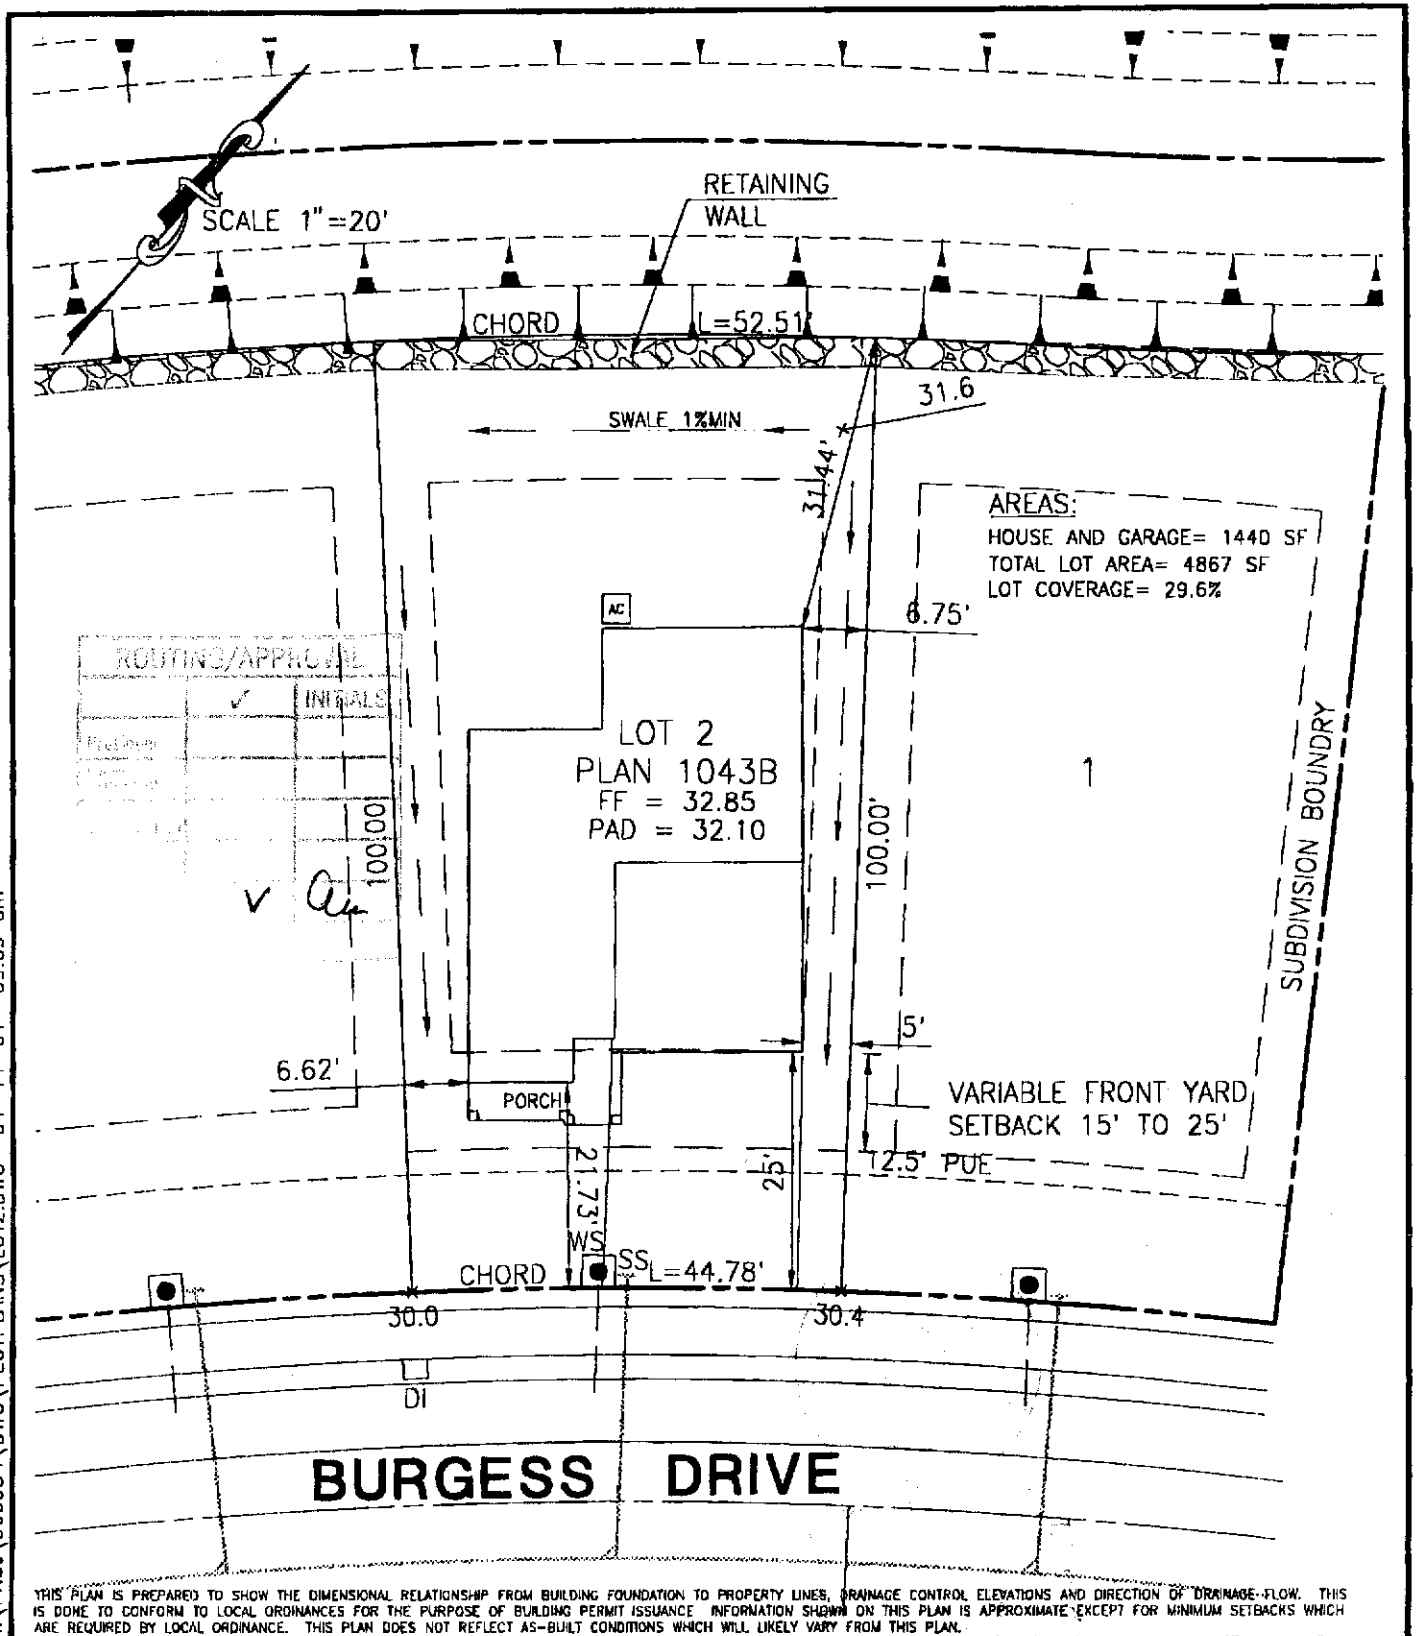 RETAINING
WALL
SCALE 1"=20'
CHORD L=52.51'
31.6
SWALE 1%MIN
31.44'
AREAS:
HOUSE AND GARAGE= 1440 SF
TOTAL LOT AREA= 4867 SF
LOT COVERAGE= 29.6%
AC
6.75'
ROUTING/APPROVAL
✓ INITIALS
LOT 2
PLAN 1043B
FF = 32.85
PAD = 32.10
1
100.00'
100.00'
SUBDIVISION BOUNDRY
5'
6.62'
PORCH
VARIABLE FRONT YARD
SETBACK 15' TO 25'
12.5' PUE
21.73'
25'
WS
SS
CHORD L=44.78'
30.0
30.4
DI
BURGESS DRIVE
THIS PLAN IS PREPARED TO SHOW THE DIMENSIONAL RELATIONSHIP FROM BUILDING FOUNDATION TO PROPERTY LINES, DRAINAGE CONTROL ELEVATIONS AND DIRECTION OF DRAINAGE FLOW. THIS
IS DONE TO CONFORM TO LOCAL ORDINANCES FOR THE PURPOSE OF BUILDING PERMIT ISSUANCE INFORMATION SHOWN ON THIS PLAN IS APPROXIMATE EXCEPT FOR MINIMUM SETBACKS WHICH
ARE REQUIRED BY LOCAL ORDINANCE. THIS PLAN DOES NOT REFLECT AS-BUILT CONDITIONS WHICH WILL LIKELY VARY FROM THIS PLAN.